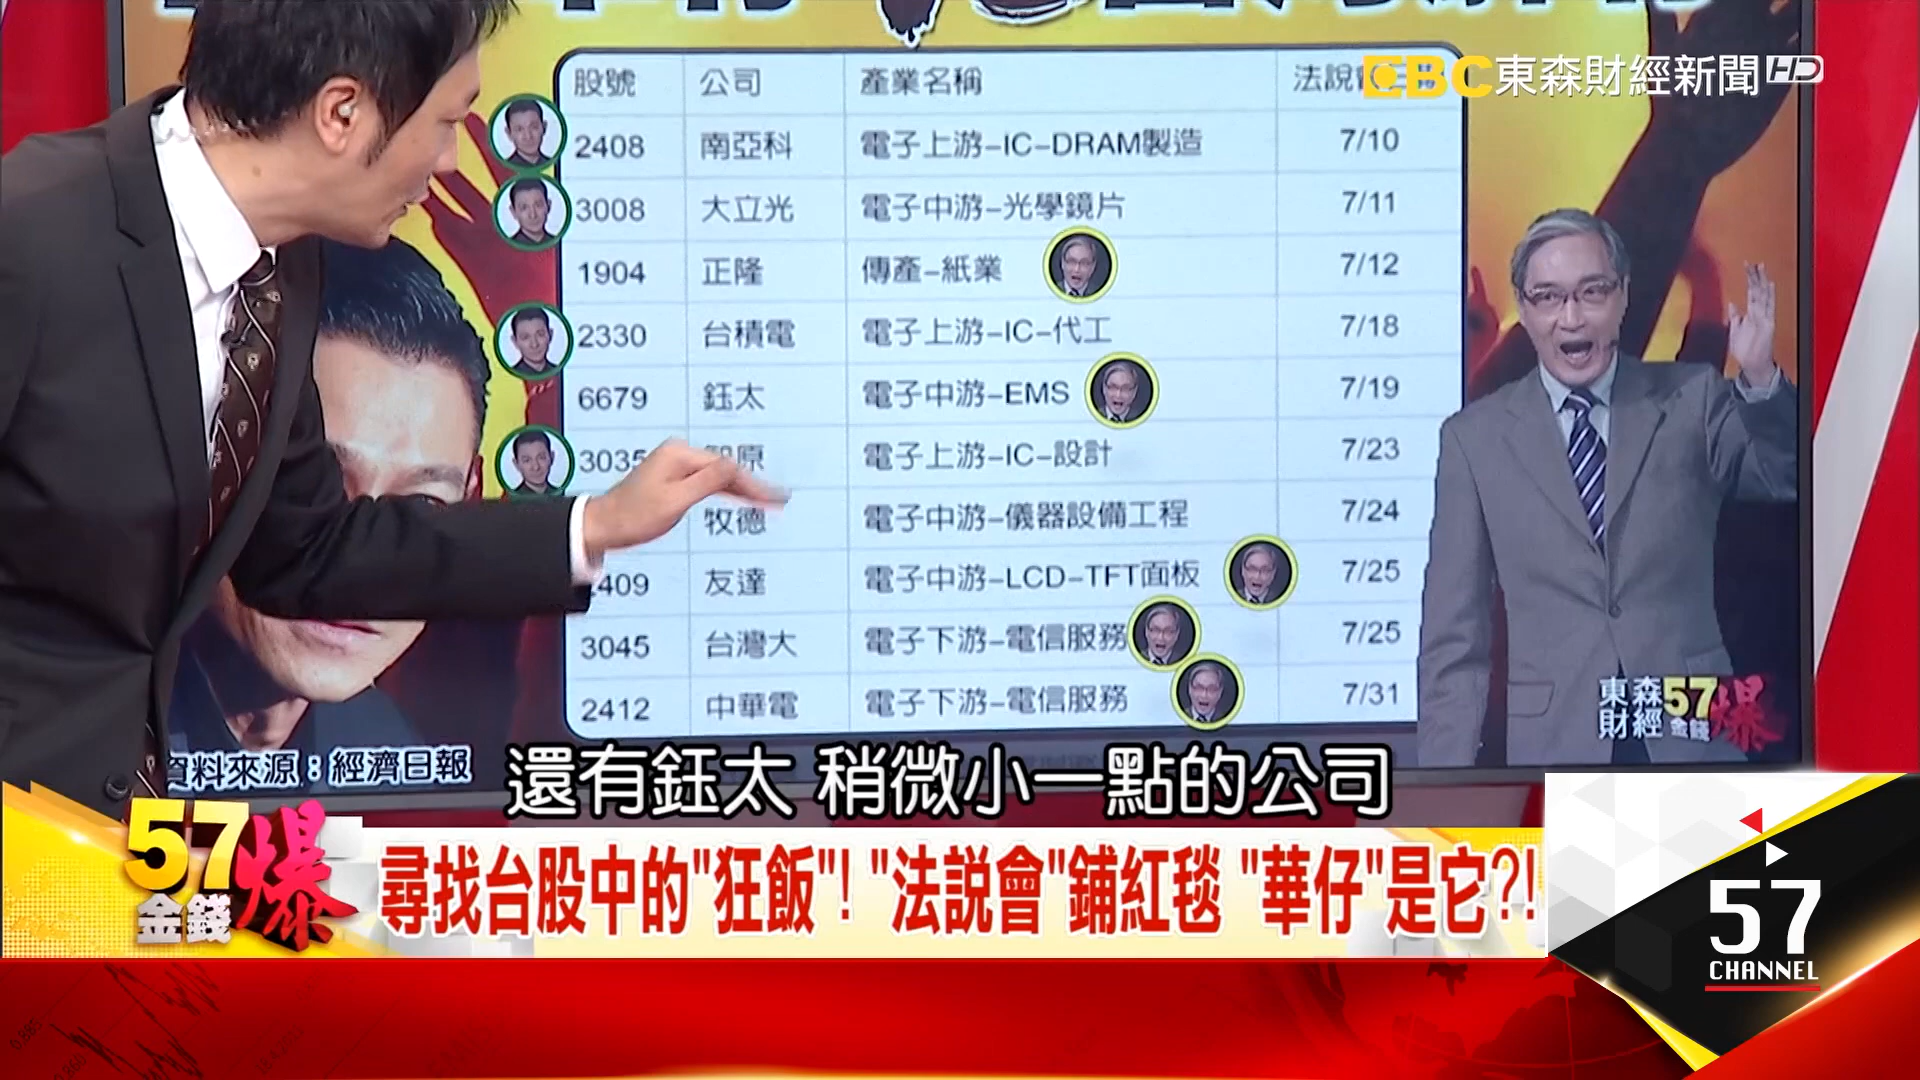 EBC東森財經新聞HD
股號 公司 產業名稱 法說
2408 南亞科 電子上游-IC-DRAM製造 7/10
3008 大立光 電子中游-光學鏡片 7/11
1904 正隆 傳產-紙業 7/12
2330 台積電 電子上游-IC-代工 7/18
6679 鈺太 電子中游-EMS 7/19
3035 智原 電子上游-IC-設計 7/23
牧德 電子中游-儀器設備工程 7/24
2409 友達 電子中游-LCD-TFT面板 7/25
3045 台灣大 電子下游-電信服務 7/25
2412 中華電 電子下游-電信服務 7/31
東森財經
57金錢爆
資料來源：經濟日報
還有鈺太 稍微小一點的公司
57金錢爆
尋找台股中的"狂飯"! "法說會"鋪紅毯 "華仔"是它?!
57
CHANNEL